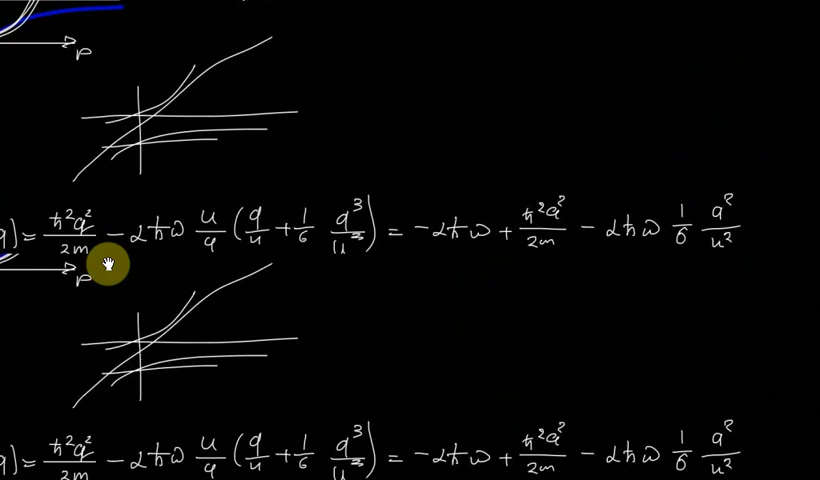 p
q) = ħ²q²/2m - αħω u/q (q/u + 1/6 q³/u³) = -αħω + ħ²q²/2m - αħω 1/6 q²/u²
p
q) = ħ²q²/2m - αħω u/q (q/u + 1/6 q³/u³) = -αħω + ħ²q²/2m - αħω 1/6 q²/u²